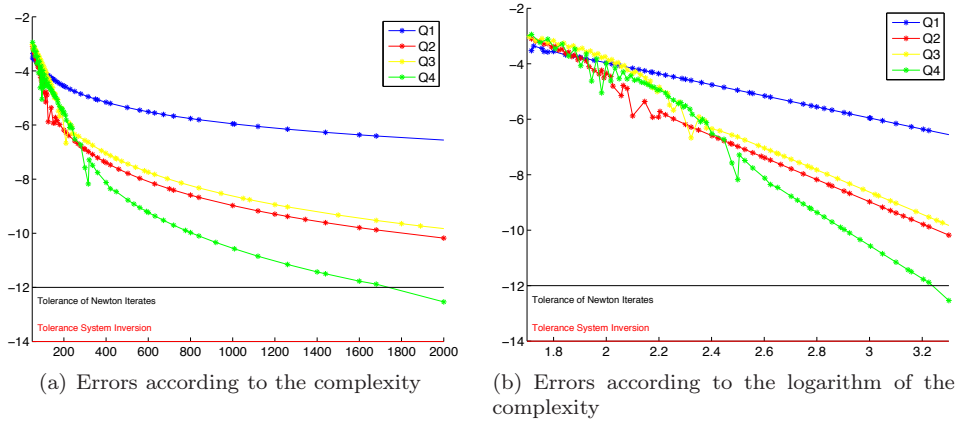 −2
−4
−6
−8
−10
−12
−14
200 400 600 800 1000 1200 1400 1600 1800 2000
Q1
Q2
Q3
Q4
Tolerance of Newton Iterates
Tolerance System Inversion
(a) Errors according to the complexity
−2
−4
−6
−8
−10
−12
−14
1.8 2 2.2 2.4 2.6 2.8 3 3.2
Q1
Q2
Q3
Q4
Tolerance of Newton Iterates
Tolerance System Inversion
(b) Errors according to the logarithm of the
complexity